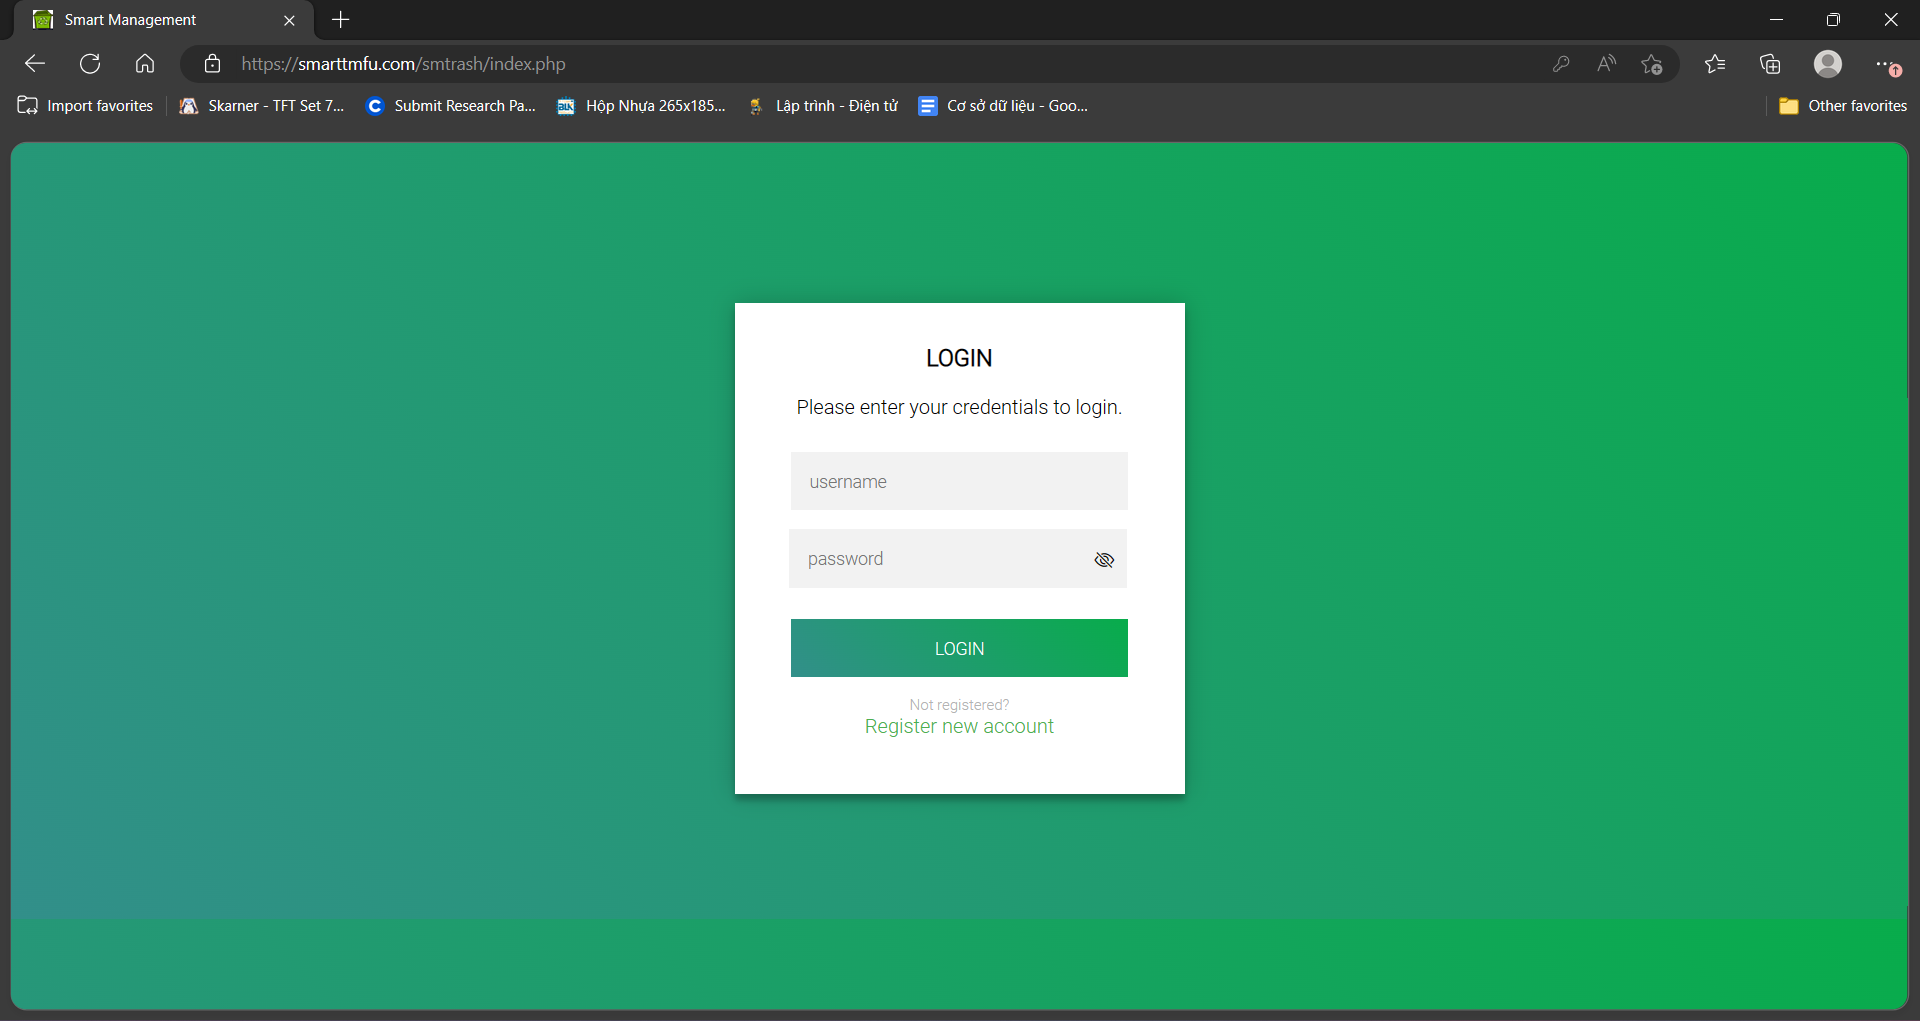 Smart Management
https://smarttmfu.com/smtrash/index.php
Import favorites
Skarner - TFT Set 7...
Submit Research Pa...
Hộp Nhựa 265x185...
Lập trình - Điện tử
Cơ sở dữ liệu - Goo...
Other favorites
LOGIN
Please enter your credentials to login.
username
password
LOGIN
Not registered?
Register new account